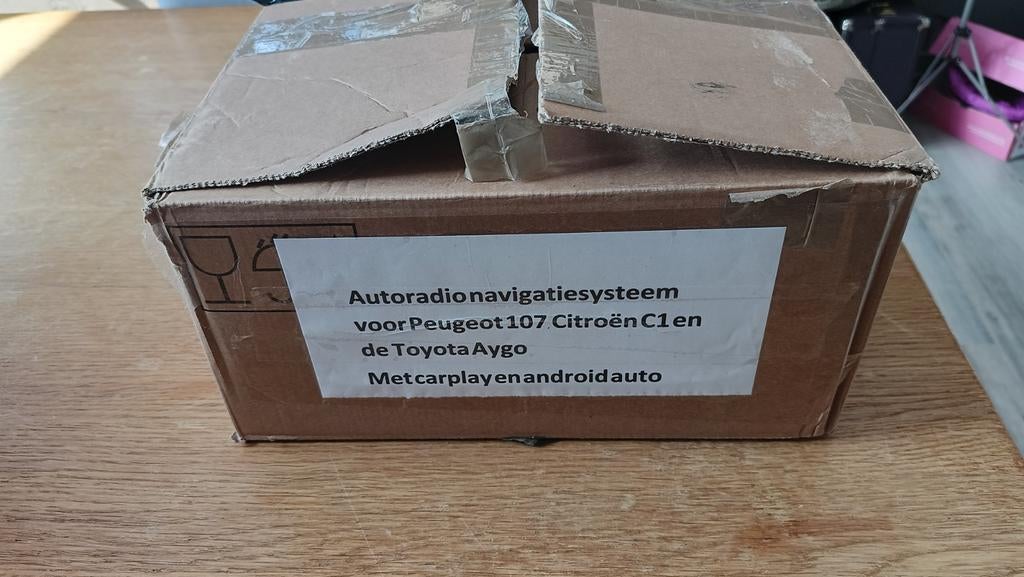 Autoradio navigatiesysteem
voor Peugeot 107, Citroën C1 en
de Toyota Aygo
Met carplay en android auto